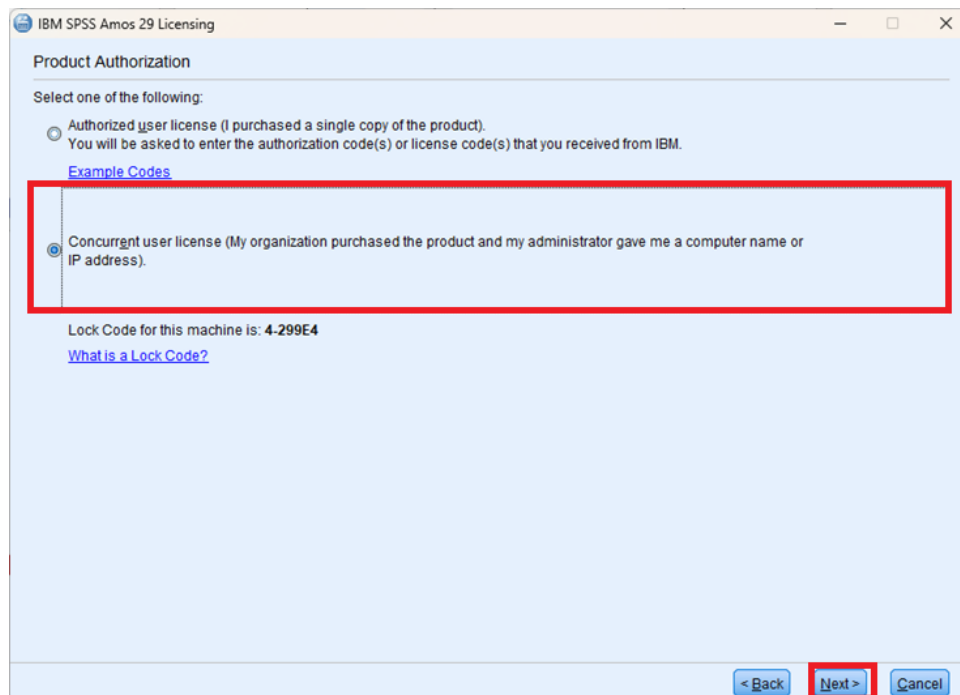 IBM SPSS Amos 29 Licensing
Product Authorization
Select one of the following:
Authorized user license (I purchased a single copy of the product).
You will be asked to enter the authorization code(s) or license code(s) that you received from IBM.
Example Codes
Concurrent user license (My organization purchased the product and my administrator gave me a computer name or
IP address).
Lock Code for this machine is: 4-299E4
What is a Lock Code?
< Back Next > Cancel